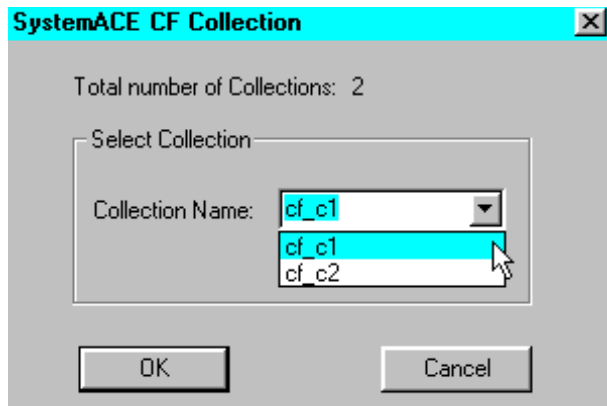 SystemACE CF Collection
Total number of Collections: 2
Select Collection
Collection Name: cf_c1
cf_c1
cf_c2
OK Cancel